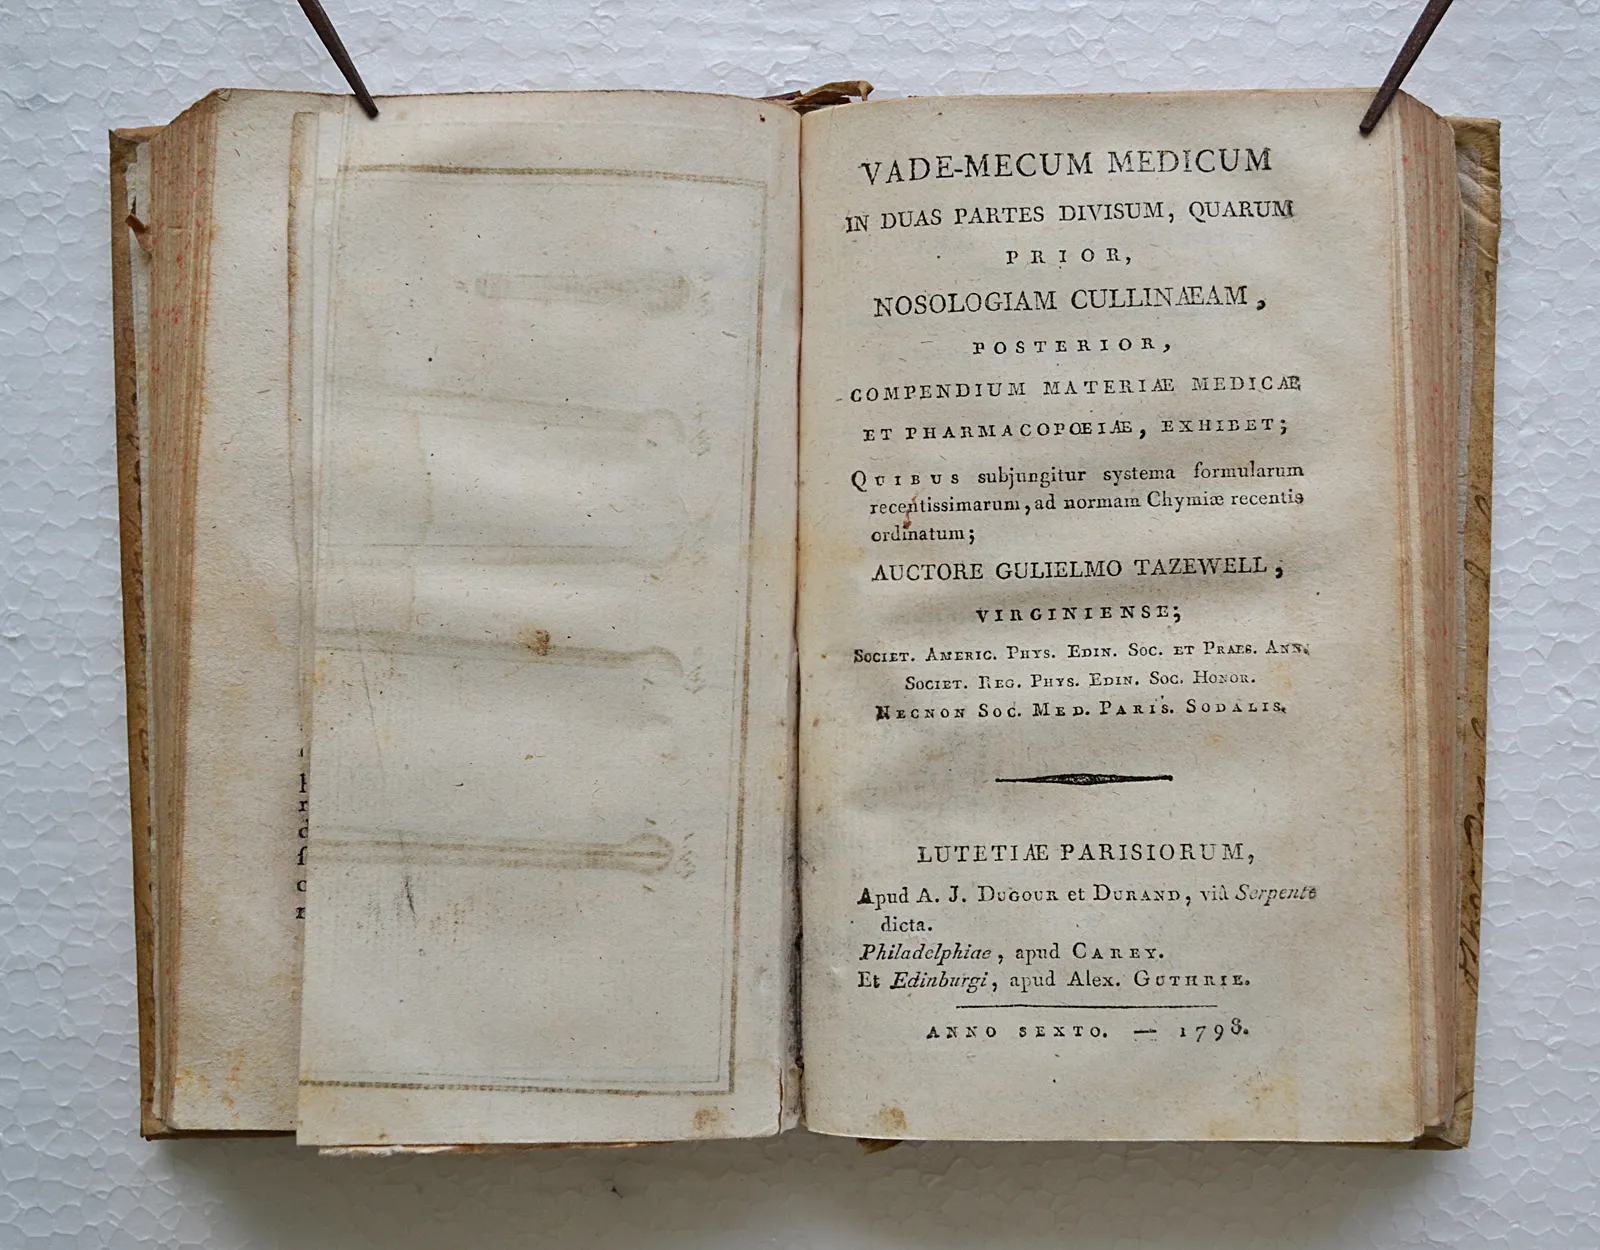 VADE-MECUM MEDICUM
IN DUAS PARTES DIVISUM, QUARUM
PRIOR,
NOSOLOGIAM CULLINÆAM,
POSTERIOR,
COMPENDIUM MATERIÆ MEDICÆ
ET PHARMACOPŒIÆ, EXHIBET;
QUIBUS subjungitur systema formularum
recentissimarum, ad normam Chymiæ recentis
ordinatum;
AUCTORE GULIELMO TAZEWELL,
VIRGINIENSE;
SOCIET. AMERIC. PHYS. EDIN. SOC. ET PRAES. ANN.
SOCIET. REG. PHYS. EDIN. SOC. HONOR.
NECNON SOC. MED. PARIS. SODALIS.
LUTETIÆ PARISIORUM,
Apud A. J. DUGOUR et DURAND, viâ Serpente
dicta.
Philadelphiae, apud CAREY.
Et Edinburgi, apud Alex. GUTHRIE.
ANNO SEXTO. — 1798.